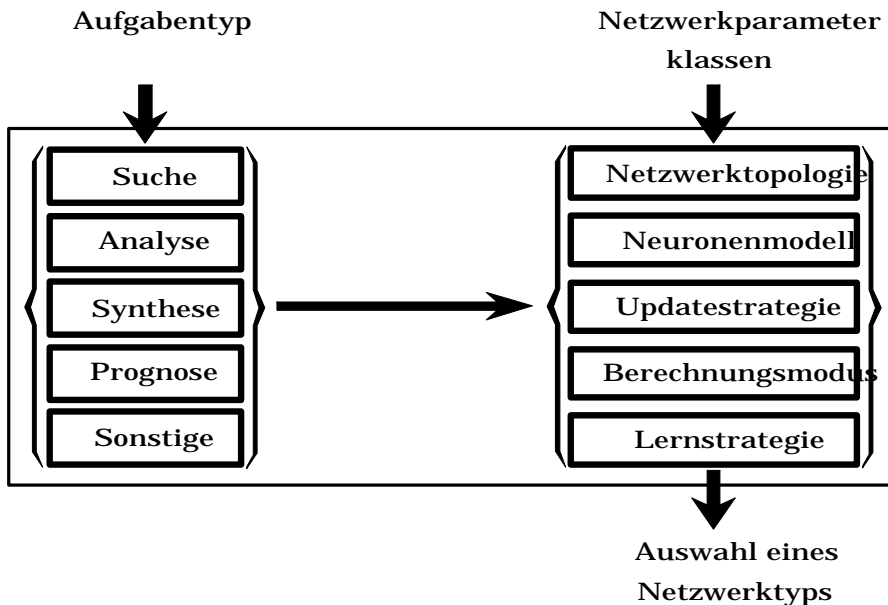 Aufgabentyp
Netzwerkparameter
klassen
Suche
Analyse
Synthese
Prognose
Sonstige
Netzwerktopologie
Neuronenmodell
Updatestrategie
Berechnungsmodus
Lernstrategie
Auswahl eines
Netzwerktyps